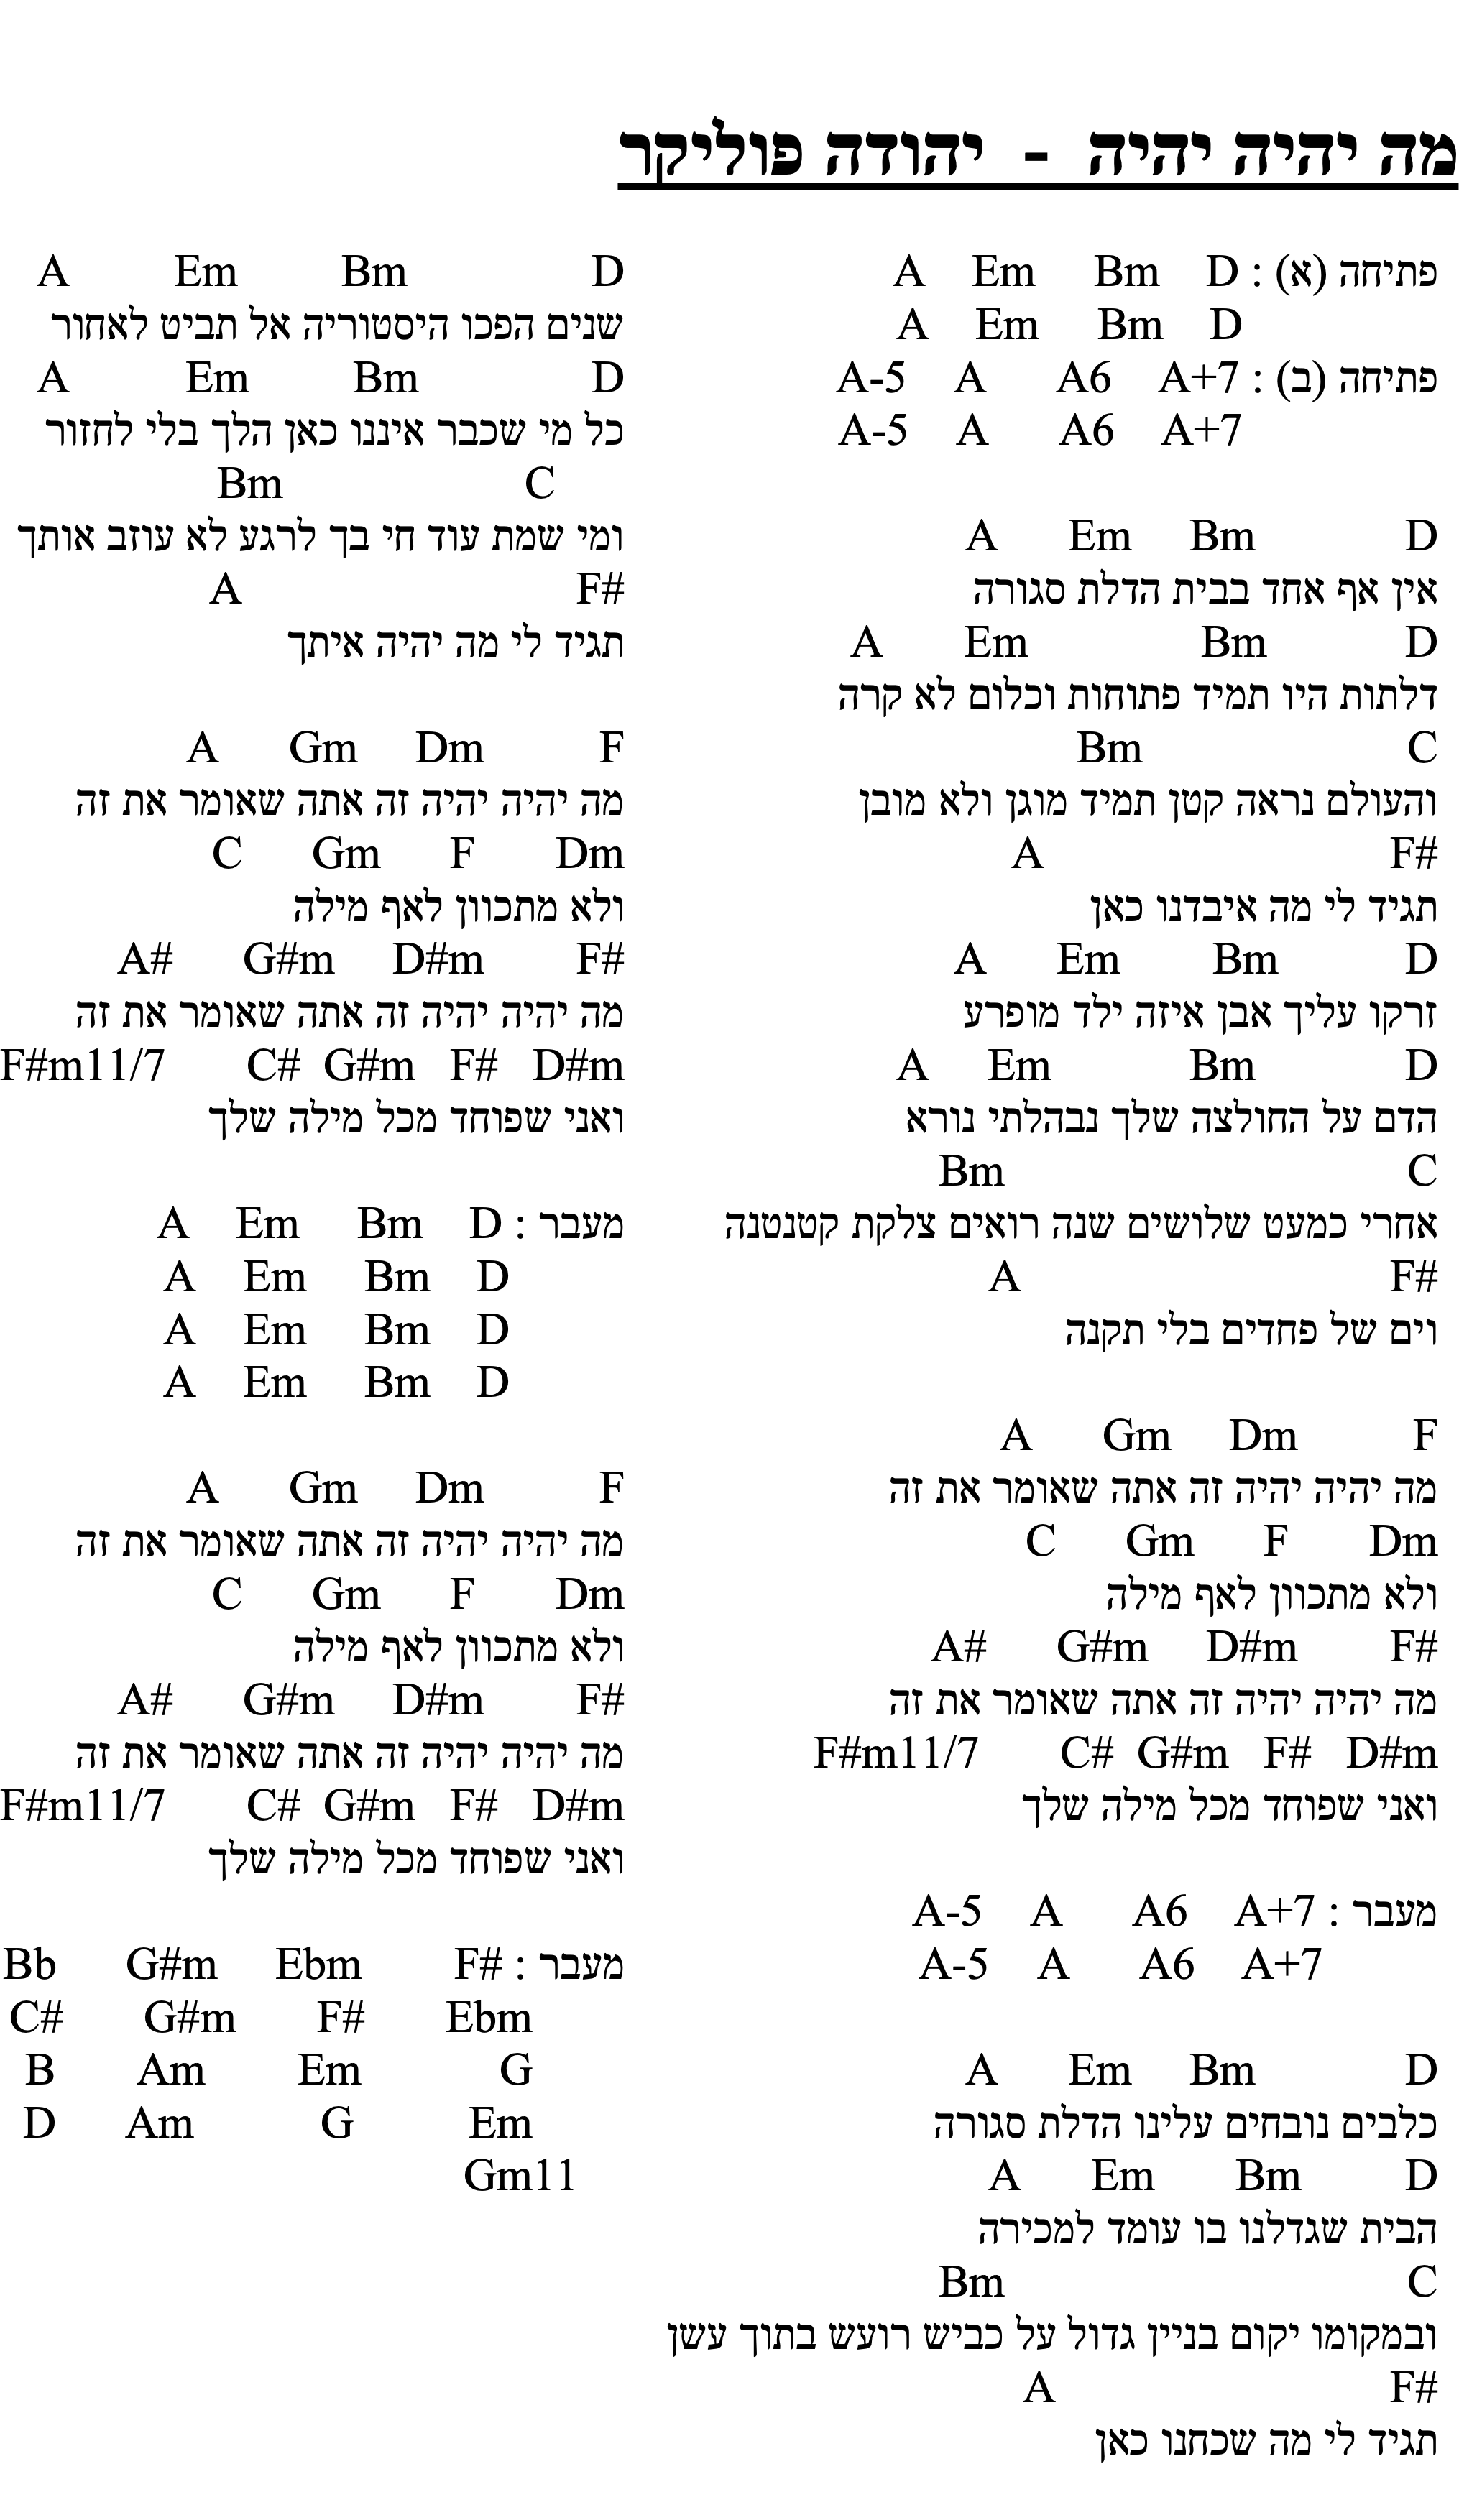 מה יהיה יהיה - יהודה פוליקר
פתיחה (א) : D Bm Em A
D Bm Em A
פתיחה (ב) : A+7 A6 A A-5
A+7 A6 A A-5
D Bm Em A
אין אף אחד בבית הדלת סגורה
D Bm Em A
דלתות היו תמיד פתוחות וכלום לא קרה
C Bm
והעולם נראה קטן תמיד מוגן ולא מובן
F# A
תגיד לי מה איבדנו כאן
D Bm Em A
זרקו עליך אבן איזה ילד מופרע
D Bm Em A
הדם על החולצה שלך נבהלתי נורא
C Bm
אחרי כמעט שלושים שנה רואים צלקת קטנטנה
F# A
וים של פחדים בלי תקנה
F Dm Gm A
מה יהיה יהיה זה אתה שאומר את זה
Dm F Gm C
ולא מתכוון לאף מילה
F# D#m G#m A#
מה יהיה יהיה זה אתה שאומר את זה
D#m F# G#m C# F#m11/7
ואני שפוחד מכל מילה שלך
מעבר : A+7 A6 A A-5
A+7 A6 A A-5
D Bm Em A
כלבים נובחים עלינו הדלת סגורה
D Bm Em A
הבית שגדלנו בו עומד למכירה
C Bm
ובמקומו יקום בניין גדול על כביש רועש בתוך עשן
F# A
תגיד לי מה שכחנו כאן
D Bm Em A
שנים הפכו היסטוריה אל תביט לאחור
D Bm Em A
כל מי שכבר איננו כאן הלך בלי לחזור
C Bm
ומי שמת עוד חי בך לרגע לא עוזב אותך
F# A
תגיד לי מה יהיה איתך
F Dm Gm A
מה יהיה יהיה זה אתה שאומר את זה
Dm F Gm C
ולא מתכוון לאף מילה
F# D#m G#m A#
מה יהיה יהיה זה אתה שאומר את זה
D#m F# G#m C# F#m11/7
ואני שפוחד מכל מילה שלך
מעבר : D Bm Em A
D Bm Em A
D Bm Em A
D Bm Em A
F Dm Gm A
מה יהיה יהיה זה אתה שאומר את זה
Dm F Gm C
ולא מתכוון לאף מילה
F# D#m G#m A#
מה יהיה יהיה זה אתה שאומר את זה
D#m F# G#m C# F#m11/7
ואני שפוחד מכל מילה שלך
מעבר : F# Ebm G#m Bb
Ebm F# G#m C#
G Em Am B
Em G Am D
Gm11